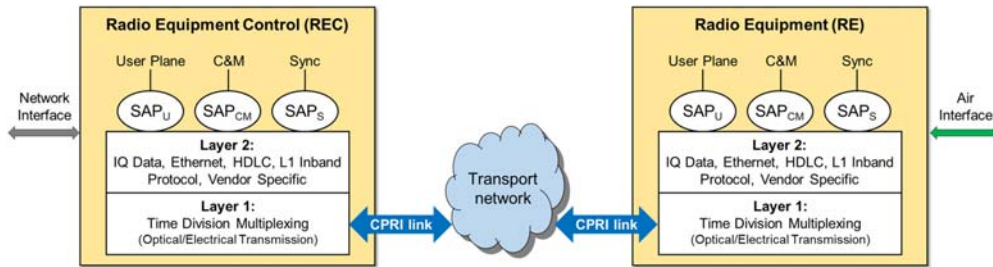 Radio Equipment Control (REC)
User Plane
C&M
Sync
SAPU
SAPCM
SAPS
Network
Interface
Layer 2:
IQ Data, Ethernet, HDLC, L1 Inband
Protocol, Vendor Specific
Layer 1:
Time Division Multiplexing
(Optical/Electrical Transmission)
CPRI link
Transport
network
CPRI link
Radio Equipment (RE)
User Plane
C&M
Sync
SAPU
SAPCM
SAPS
Layer 2:
IQ Data, Ethernet, HDLC, L1 Inband
Protocol, Vendor Specific
Layer 1:
Time Division Multiplexing
(Optical/Electrical Transmission)
Air
Interface